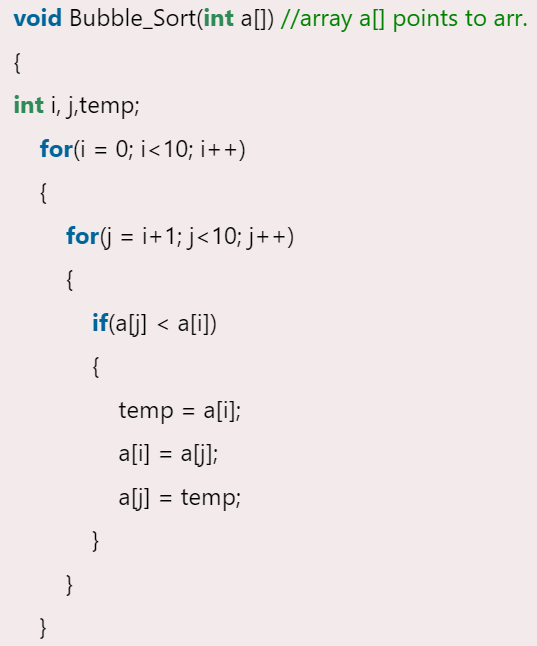 void Bubble_Sort(int a[]) //array a[] points to arr.
{
int i, j,temp;
for(i = 0; i<10; i++)
{
for(j = i+1; j<10; j++)
{
if(a[j] < a[i])
{
temp = a[i];
a[i] = a[j];
a[j] = temp;
}
}
}